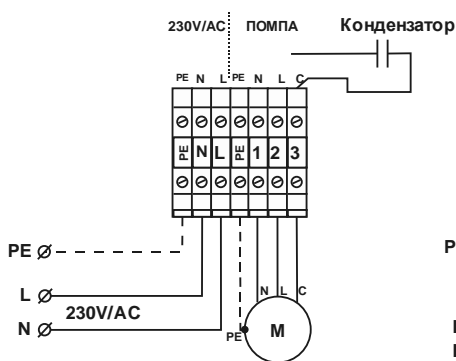 230V/AC ПОМПА Кондензатор
PE N L PE N L C
PE N L PE 1 2 3
PE
L
230V/AC
N
N L C
PE M
P